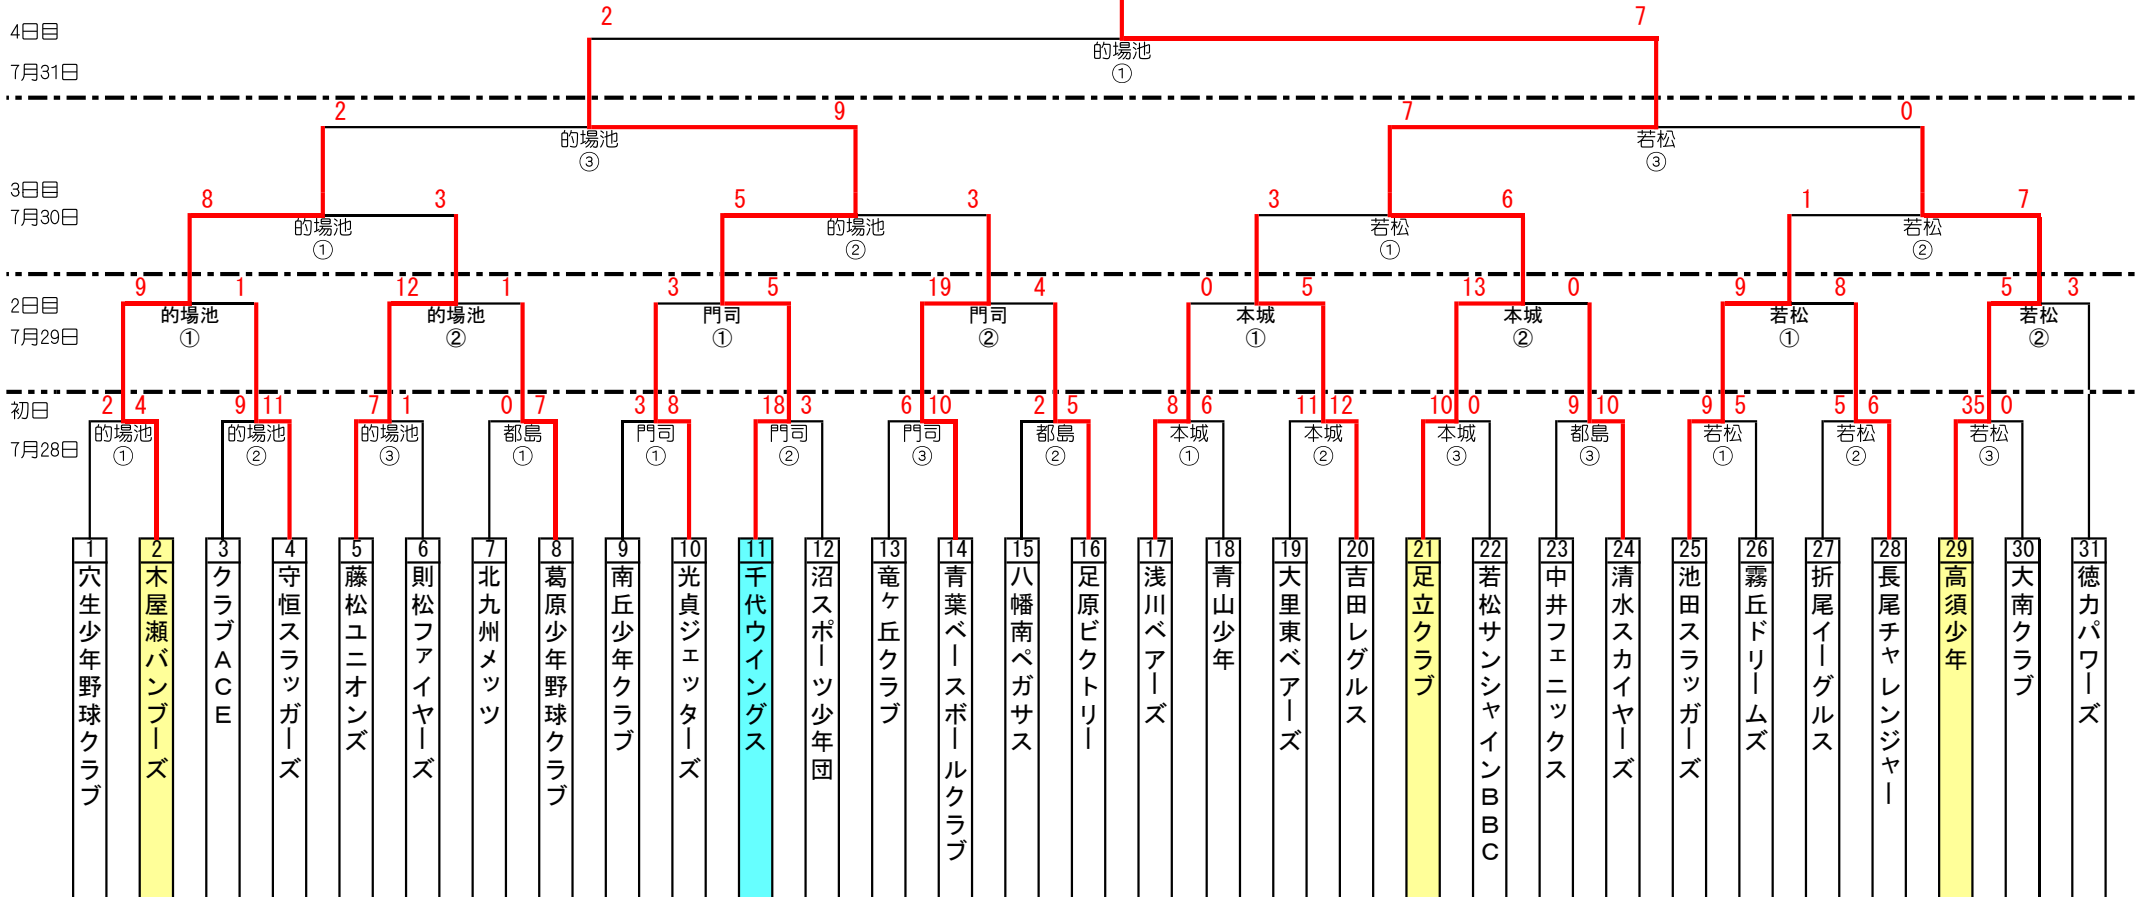 2 7
4日目
的場池
7月31日
①
2 9 7 0
的場池 若松
③ ③
3日目
8 3 5 3 3 6 1 7
7月30日
的場池 的場池 若松 若松
① ② ① ②
9 1 12 1 3 5 19 4 0 5 13 0 9 8 5 3
2日目
的場池 的場池 門司 門司 本城 本城 若松 若松
7月29日
① ② ① ② ① ② ① ②
初日
2 4 9 11 7 1 0 7 3 8 18 3 6 10 2 5 8 6 11 12 10 0 9 10 9 5 5 6 35 0
的場池 的場池 的場池 都島 門司 門司 門司 都島 本城 本城 本城 都島 若松 若松 若松
7月28日
① ② ③ ① ① ② ③ ② ① ② ③ ③ ① ② ③
1 穴生少年野球クラブ
2 木屋瀬バンブーズ
3 クラブACE
4 守恒スラッガーズ
5 藤松ユニオンズ
6 則松ファイヤーズ
7 北九州メッツ
8 葛原少年野球クラブ
9 南丘少年クラブ
10 光貞ジェッターズ
11 千代ウイングス
12 沼スポーツ少年団
13 竜ヶ丘クラブ
14 青葉ベースボールクラブ
15 八幡南ペガサス
16 足原ビクトリー
17 浅川ベアーズ
18 青山少年
19 大里東ベアーズ
20 吉田レグルス
21 足立クラブ
22 若松サンシャインBBC
23 中井フェニックス
24 清水スカイヤーズ
25 池田スラッガーズ
26 霧丘ドリームズ
27 折尾イーグルス
28 長尾チャレンジャー
29 高須少年
30 大南クラブ
31 徳力パワーズ